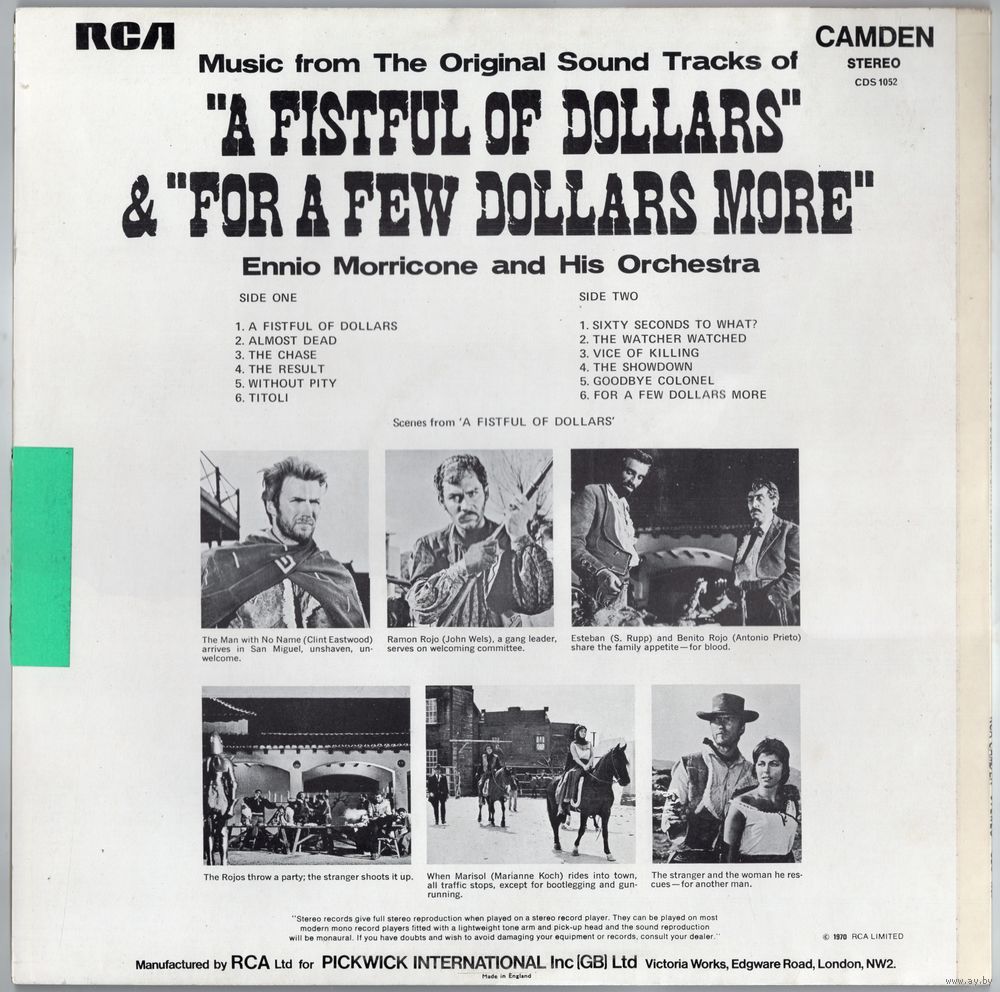 RCA
CAMDEN
STEREO
CDS 1052
Music from The Original Sound Tracks of
"A FISTFUL OF DOLLARS"
& "FOR A FEW DOLLARS MORE"
Ennio Morricone and His Orchestra
SIDE ONE
1. A FISTFUL OF DOLLARS
2. ALMOST DEAD
3. THE CHASE
4. THE RESULT
5. WITHOUT PITY
6. TITOLI
SIDE TWO
1. SIXTY SECONDS TO WHAT?
2. THE WATCHER WATCHED
3. VICE OF KILLING
4. THE SHOWDOWN
5. GOODBYE COLONEL
6. FOR A FEW DOLLARS MORE
Scenes from 'A FISTFUL OF DOLLARS'
The Man with No Name (Clint Eastwood)
arrives in San Miguel, unshaven, un-
welcome.
Ramon Rojo (John Wels), a gang leader,
serves on welcoming committee.
Esteban (S. Rupp) and Benito Rojo (Antonio Prieto)
share the family appetite—for blood.
The Rojos throw a party; the stranger shoots it up.
When Marisol (Marianne Koch) rides into town,
all traffic stops, except for bootlegging and gun-
running.
The stranger and the woman he res-
cues—for another man.
"Stereo records give full stereo reproduction when played on a stereo record player. They can be played on most
modern mono record players fitted with a lightweight tone arm and pick-up head and the sound reproduction
will be monaural. If you have doubts and wish to avoid damaging your equipment or records, consult your dealer."
© 1970 RCA LIMITED
Manufactured by RCA Ltd for PICKWICK INTERNATIONAL Inc (GB) Ltd Victoria Works, Edgware Road, London, NW2.
Made in England
www.ay.by